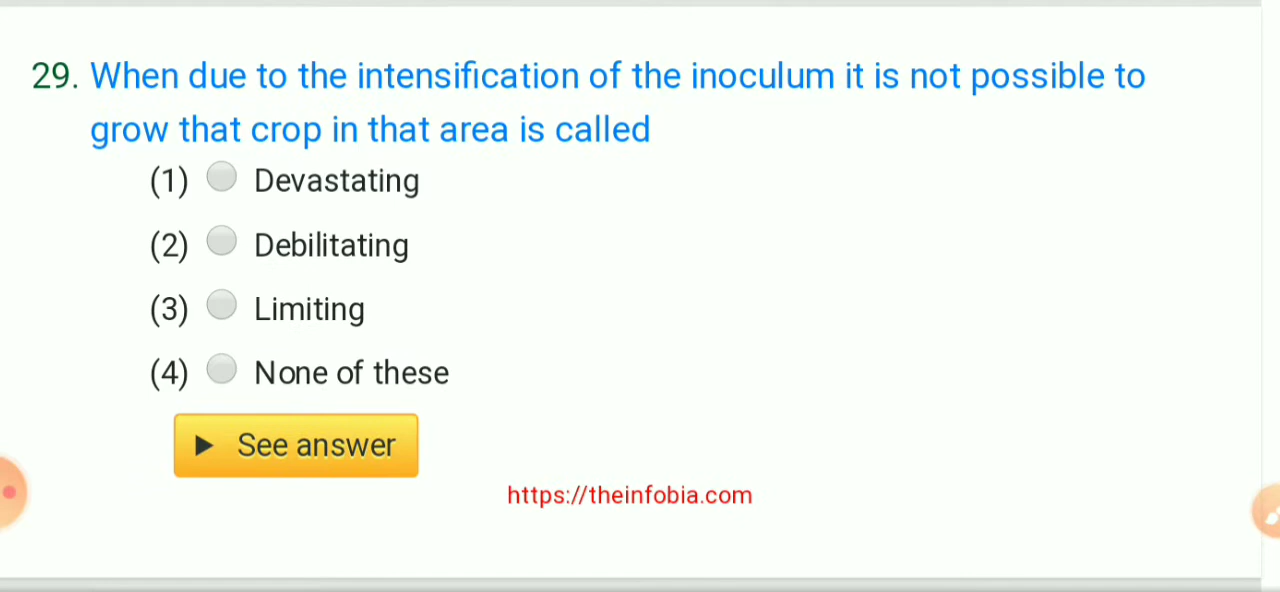 29. When due to the intensification of the inoculum it is not possible to
grow that crop in that area is called
(1) Devastating
(2) Debilitating
(3) Limiting
(4) None of these
See answer
https://theinfobia.com